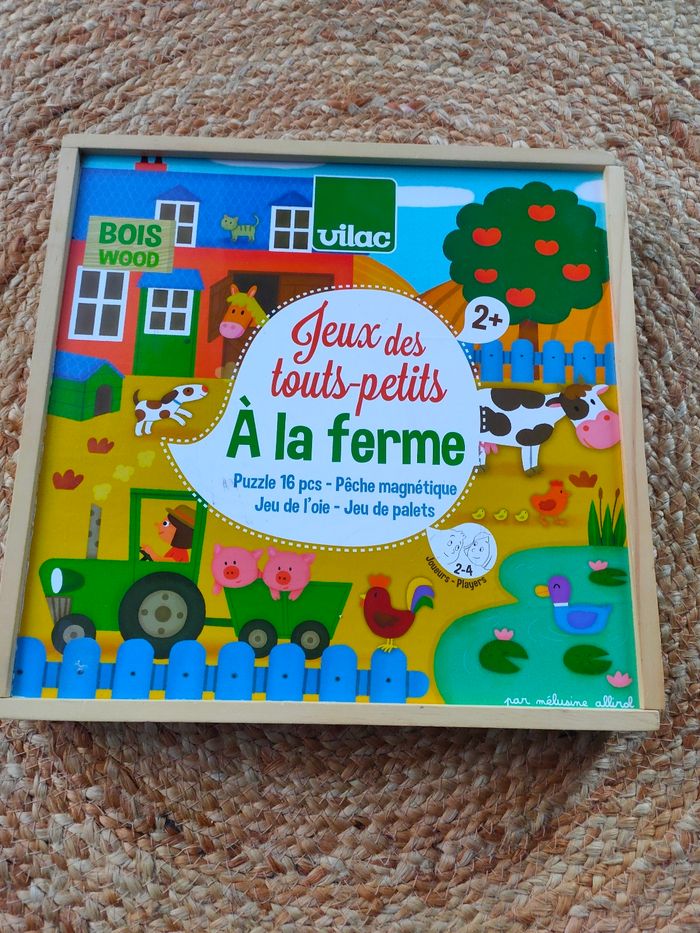 BOIS
WOOD
vilac
2+
Jeux des
touts-petits
À la ferme
Puzzle 16 pcs - Pêche magnétique
Jeu de l'oie - Jeu de palets
2-4
Joueurs - Players
par mélusine allirol